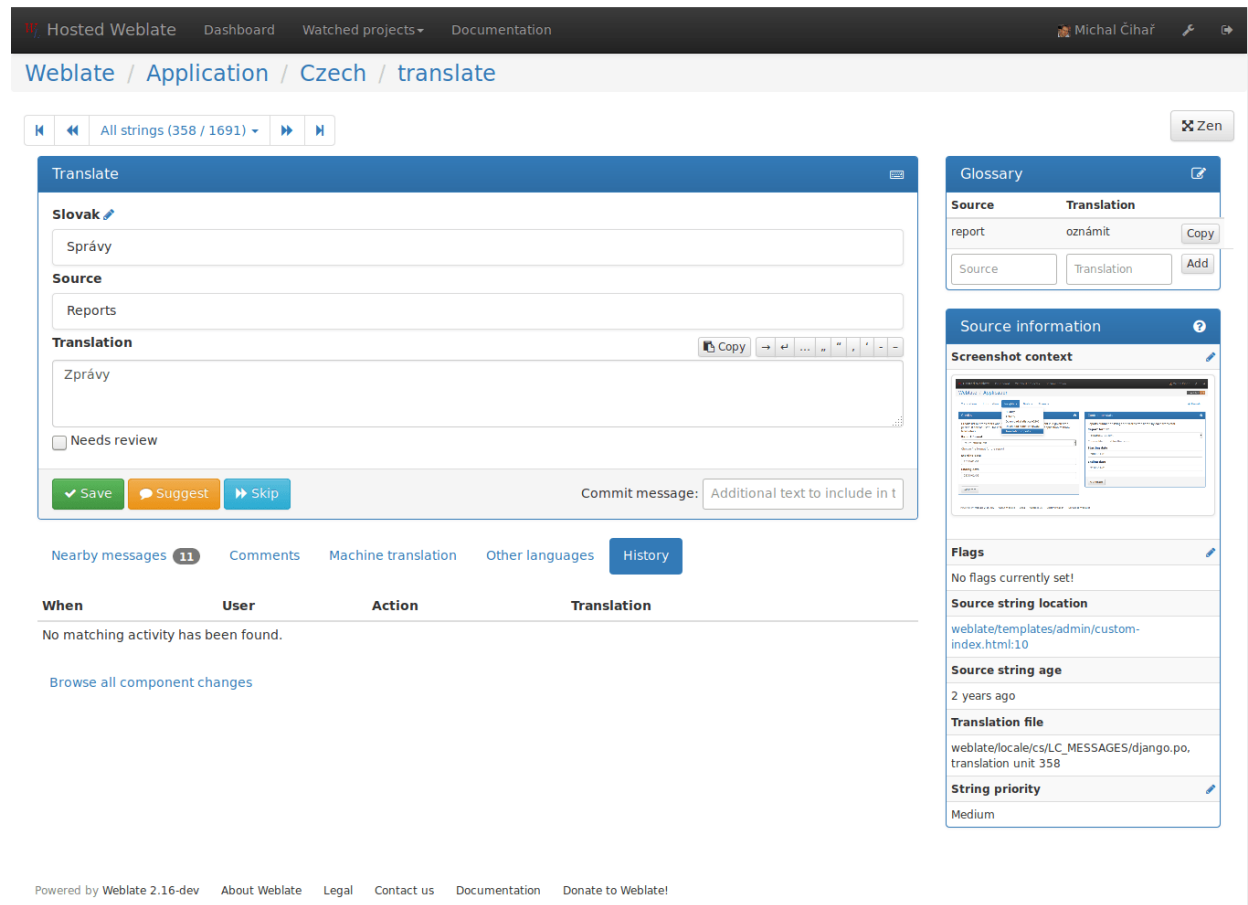 Hosted Weblate Dashboard Watched projects Documentation Michal Čihař
Weblate / Application / Czech / translate
All strings (358 / 1691) Zen
Translate
Slovak
Správy
Source
Reports
Translation Copy → ↵ … „ “ ‚ ‘ - –
Zprávy
Needs review
Save Suggest Skip Commit message: Additional text to include in t
Nearby messages 11 Comments Machine translation Other languages History
When User Action Translation
No matching activity has been found.
Browse all component changes
Glossary
Source Translation
report oznámit Copy
Source Translation Add
Source information
Screenshot context
Weblate / Application
Flags
No flags currently set!
Source string location
weblate/templates/admin/custom-
index.html:10
Source string age
2 years ago
Translation file
weblate/locale/cs/LC_MESSAGES/django.po,
translation unit 358
String priority
Medium
Powered by Weblate 2.16-dev About Weblate Legal Contact us Documentation Donate to Weblate!